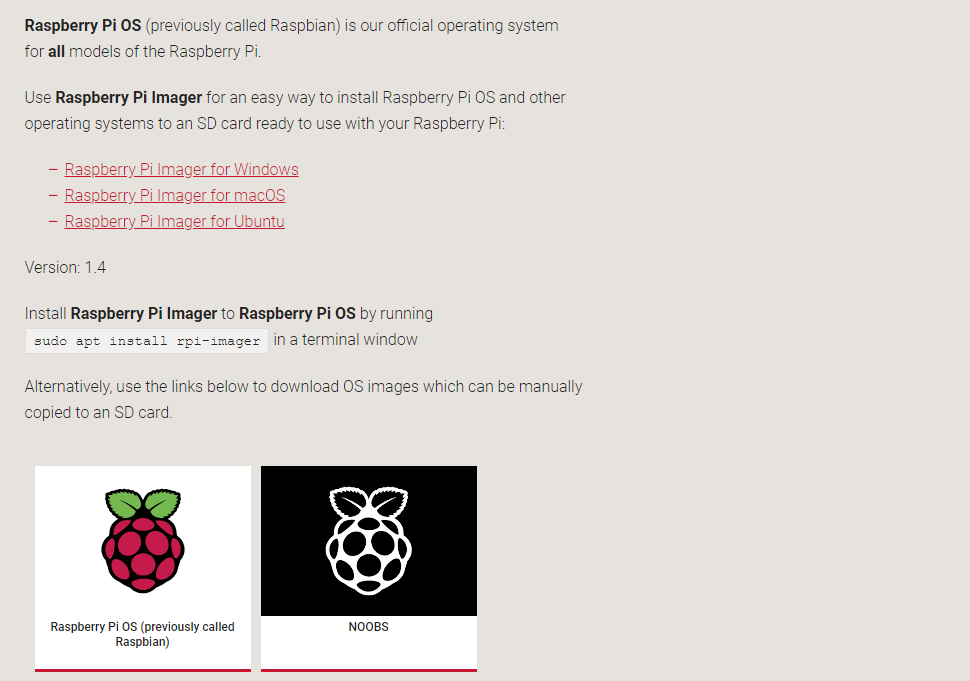 Raspberry Pi OS (previously called Raspbian) is our official operating system
for all models of the Raspberry Pi.
Use Raspberry Pi Imager for an easy way to install Raspberry Pi OS and other
operating systems to an SD card ready to use with your Raspberry Pi:
– Raspberry Pi Imager for Windows
– Raspberry Pi Imager for macOS
– Raspberry Pi Imager for Ubuntu
Version: 1.4
Install Raspberry Pi Imager to Raspberry Pi OS by running
sudo apt install rpi-imager in a terminal window
Alternatively, use the links below to download OS images which can be manually
copied to an SD card.
Raspberry Pi OS (previously called
Raspbian)
NOOBS